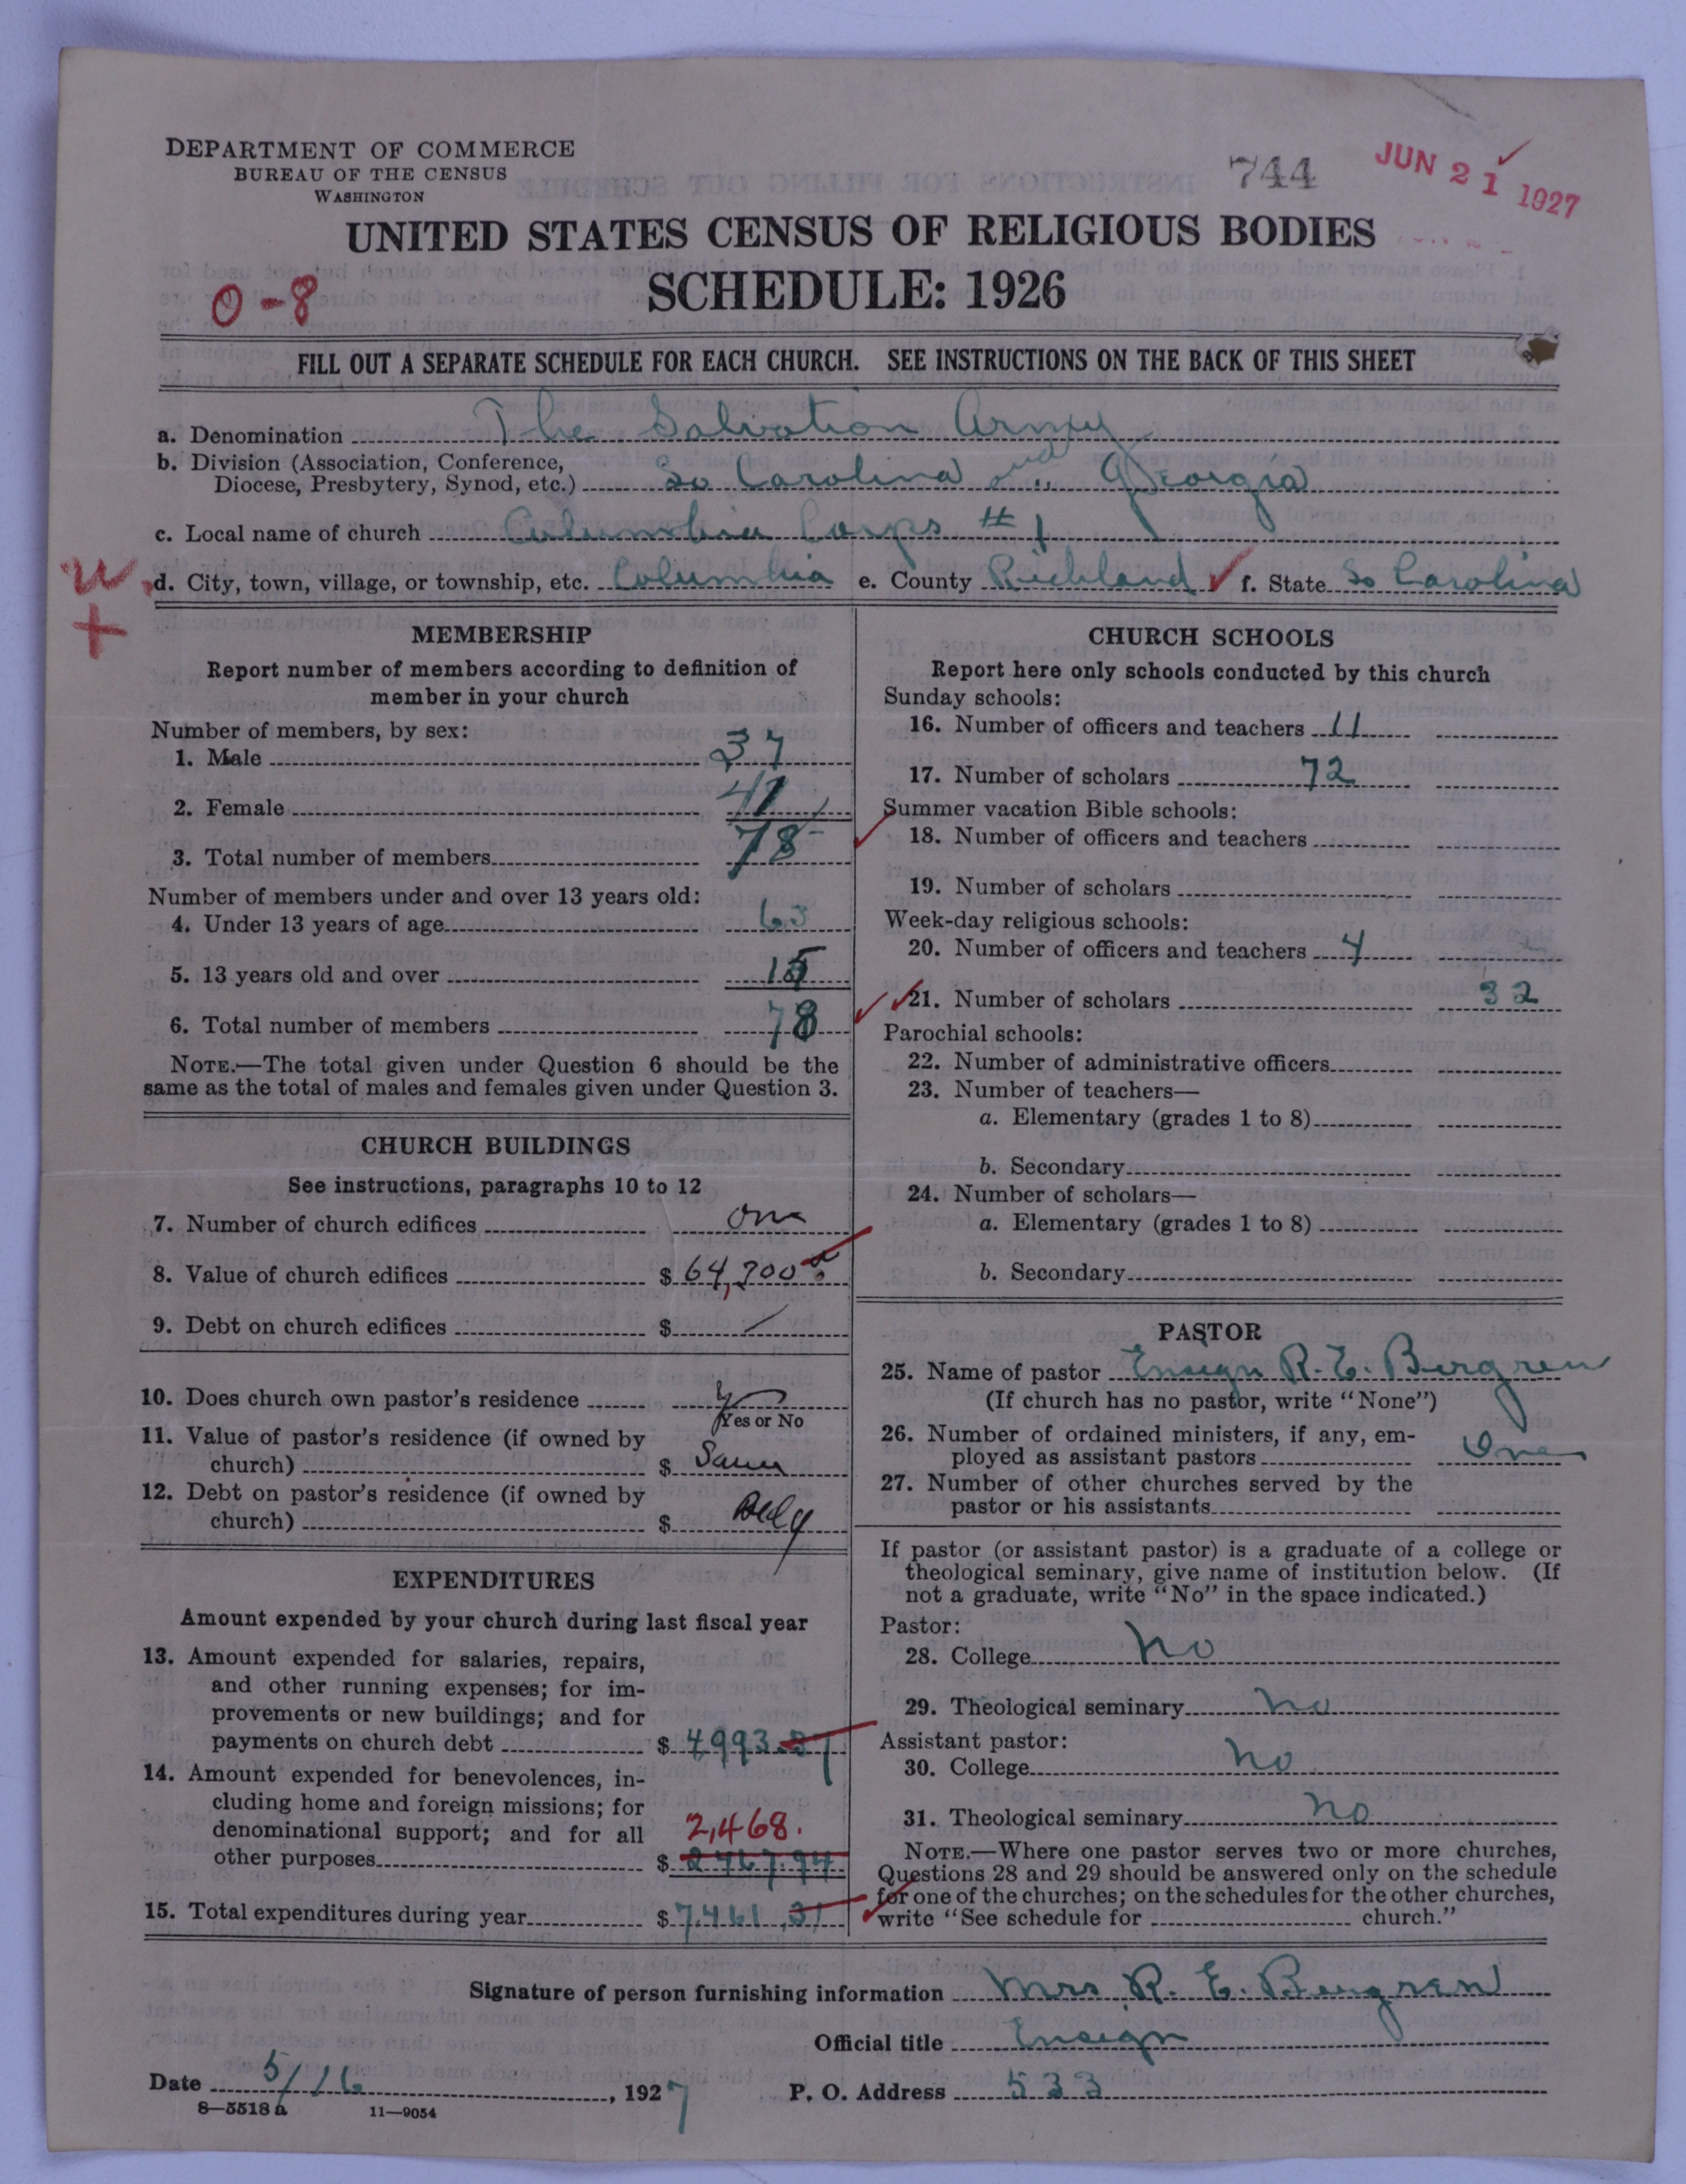 DEPARTMENT OF COMMERCE
BUREAU OF THE CENSUS
WASHINGTON
744
JUN 21 1927
UNITED STATES CENSUS OF RELIGIOUS BODIES
SCHEDULE: 1926
0-8
FILL OUT A SEPARATE SCHEDULE FOR EACH CHURCH. SEE INSTRUCTIONS ON THE BACK OF THIS SHEET
a. Denomination The Salvation Army
b. Division (Association, Conference,
Diocese, Presbytery, Synod, etc.) So Carolina and Georgia
c. Local name of church Columbia Corps #1
d. City, town, village, or township, etc. Columbia e. County Richland f. State So Carolina
MEMBERSHIP
Report number of members according to definition of
member in your church
Number of members, by sex:
1. Male 37
2. Female 41
3. Total number of members 78
Number of members under and over 13 years old:
4. Under 13 years of age 63
5. 13 years old and over 15
6. Total number of members 78
NOTE.—The total given under Question 6 should be the
same as the total of males and females given under Question 3.
CHURCH BUILDINGS
See instructions, paragraphs 10 to 12
7. Number of church edifices One
8. Value of church edifices $ 64,200
9. Debt on church edifices $ /
10. Does church own pastor's residence
Yes or No
11. Value of pastor's residence (if owned by
church) $ Same
12. Debt on pastor's residence (if owned by
church) $ Bldg
EXPENDITURES
Amount expended by your church during last fiscal year
13. Amount expended for salaries, repairs,
and other running expenses; for im-
provements or new buildings; and for
payments on church debt $ 4993.37
14. Amount expended for benevolences, in-
cluding home and foreign missions; for
denominational support; and for all
2,468.
other purposes $ 2467.94
15. Total expenditures during year $ 7,461.31
CHURCH SCHOOLS
Report here only schools conducted by this church
Sunday schools:
16. Number of officers and teachers 11
17. Number of scholars 72
Summer vacation Bible schools:
18. Number of officers and teachers
19. Number of scholars
Week-day religious schools:
20. Number of officers and teachers 4
21. Number of scholars 32
Parochial schools:
22. Number of administrative officers
23. Number of teachers—
a. Elementary (grades 1 to 8)
b. Secondary
24. Number of scholars—
a. Elementary (grades 1 to 8)
b. Secondary
PASTOR
25. Name of pastor Ensign R. E. Bergren
(If church has no pastor, write "None")
26. Number of ordained ministers, if any, em-
ployed as assistant pastors One
27. Number of other churches served by the
pastor or his assistants
If pastor (or assistant pastor) is a graduate of a college or
theological seminary, give name of institution below. (If
not a graduate, write "No" in the space indicated.)
Pastor:
28. College No
29. Theological seminary No
Assistant pastor:
30. College No
31. Theological seminary No
NOTE.—Where one pastor serves two or more churches,
Questions 28 and 29 should be answered only on the schedule
for one of the churches; on the schedules for the other churches,
write "See schedule for church."
Signature of person furnishing information Mrs R. E. Bergren
Official title Ensign
Date 5/16, 1927 P. O. Address 533
8—5518 a 11—9054